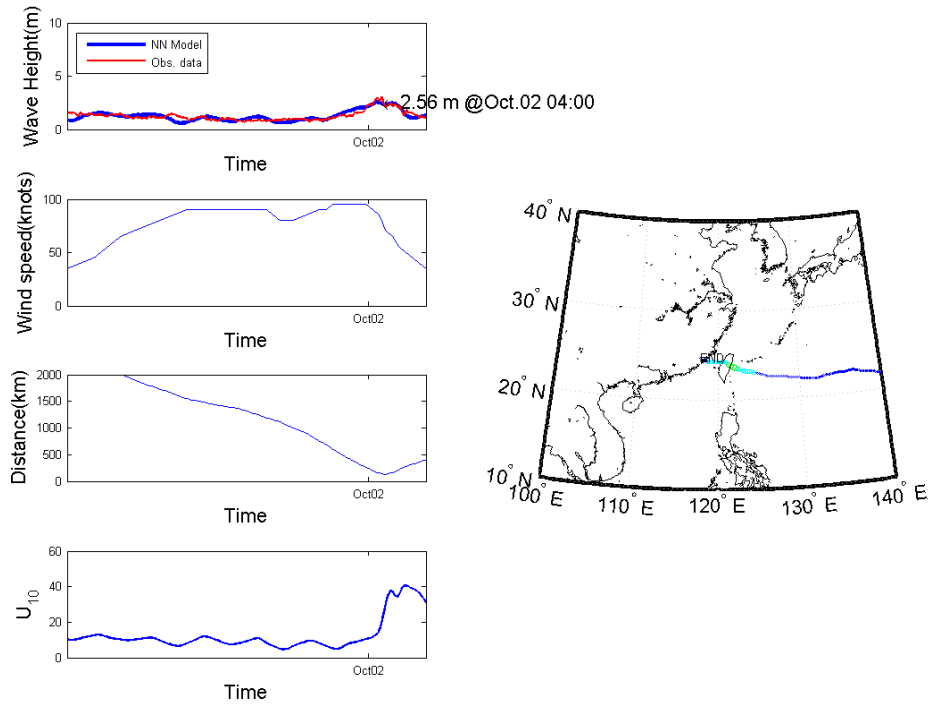 10
5
0
Wave Height(m)
NN Model
Obs. data
2.56 m @Oct.02 04:00
Oct02
Time
100
50
0
Wind speed(knots)
Oct02
Time
2000
1500
1000
500
0
Distance(km)
Oct02
Time
60
40
20
0
U10
Oct02
Time
40° N
30° N
20° N
10° N
100° E
110° E
120° E
130° E
140° E
END